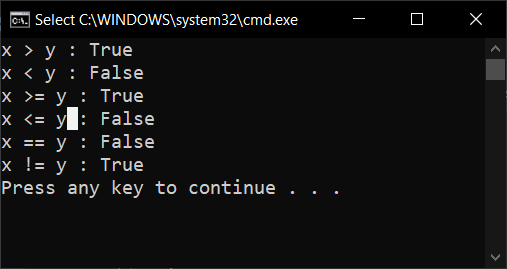 Select C:\WINDOWS\system32\cmd.exe
x > y : True
x < y : False
x >= y : True
x <= y : False
x == y : False
x != y : True
Press any key to continue . . .